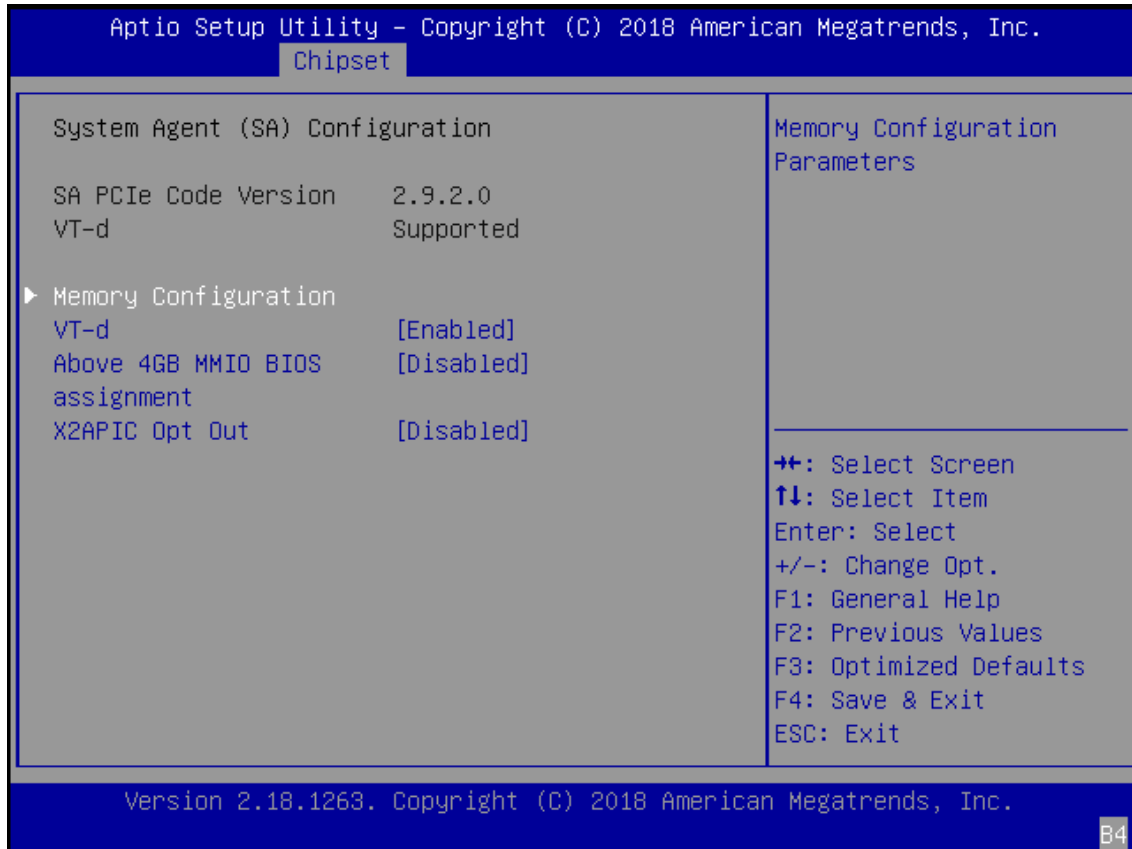 Aptio Setup Utility – Copyright (C) 2018 American Megatrends, Inc.
Chipset
System Agent (SA) Configuration
SA PCIe Code Version 2.9.2.0
VT-d Supported
Memory Configuration
VT-d [Enabled]
Above 4GB MMIO BIOS [Disabled]
assignment
X2APIC Opt Out [Disabled]
Memory Configuration
Parameters
→←: Select Screen
↑↓: Select Item
Enter: Select
+/-: Change Opt.
F1: General Help
F2: Previous Values
F3: Optimized Defaults
F4: Save & Exit
ESC: Exit
Version 2.18.1263. Copyright (C) 2018 American Megatrends, Inc.
B4